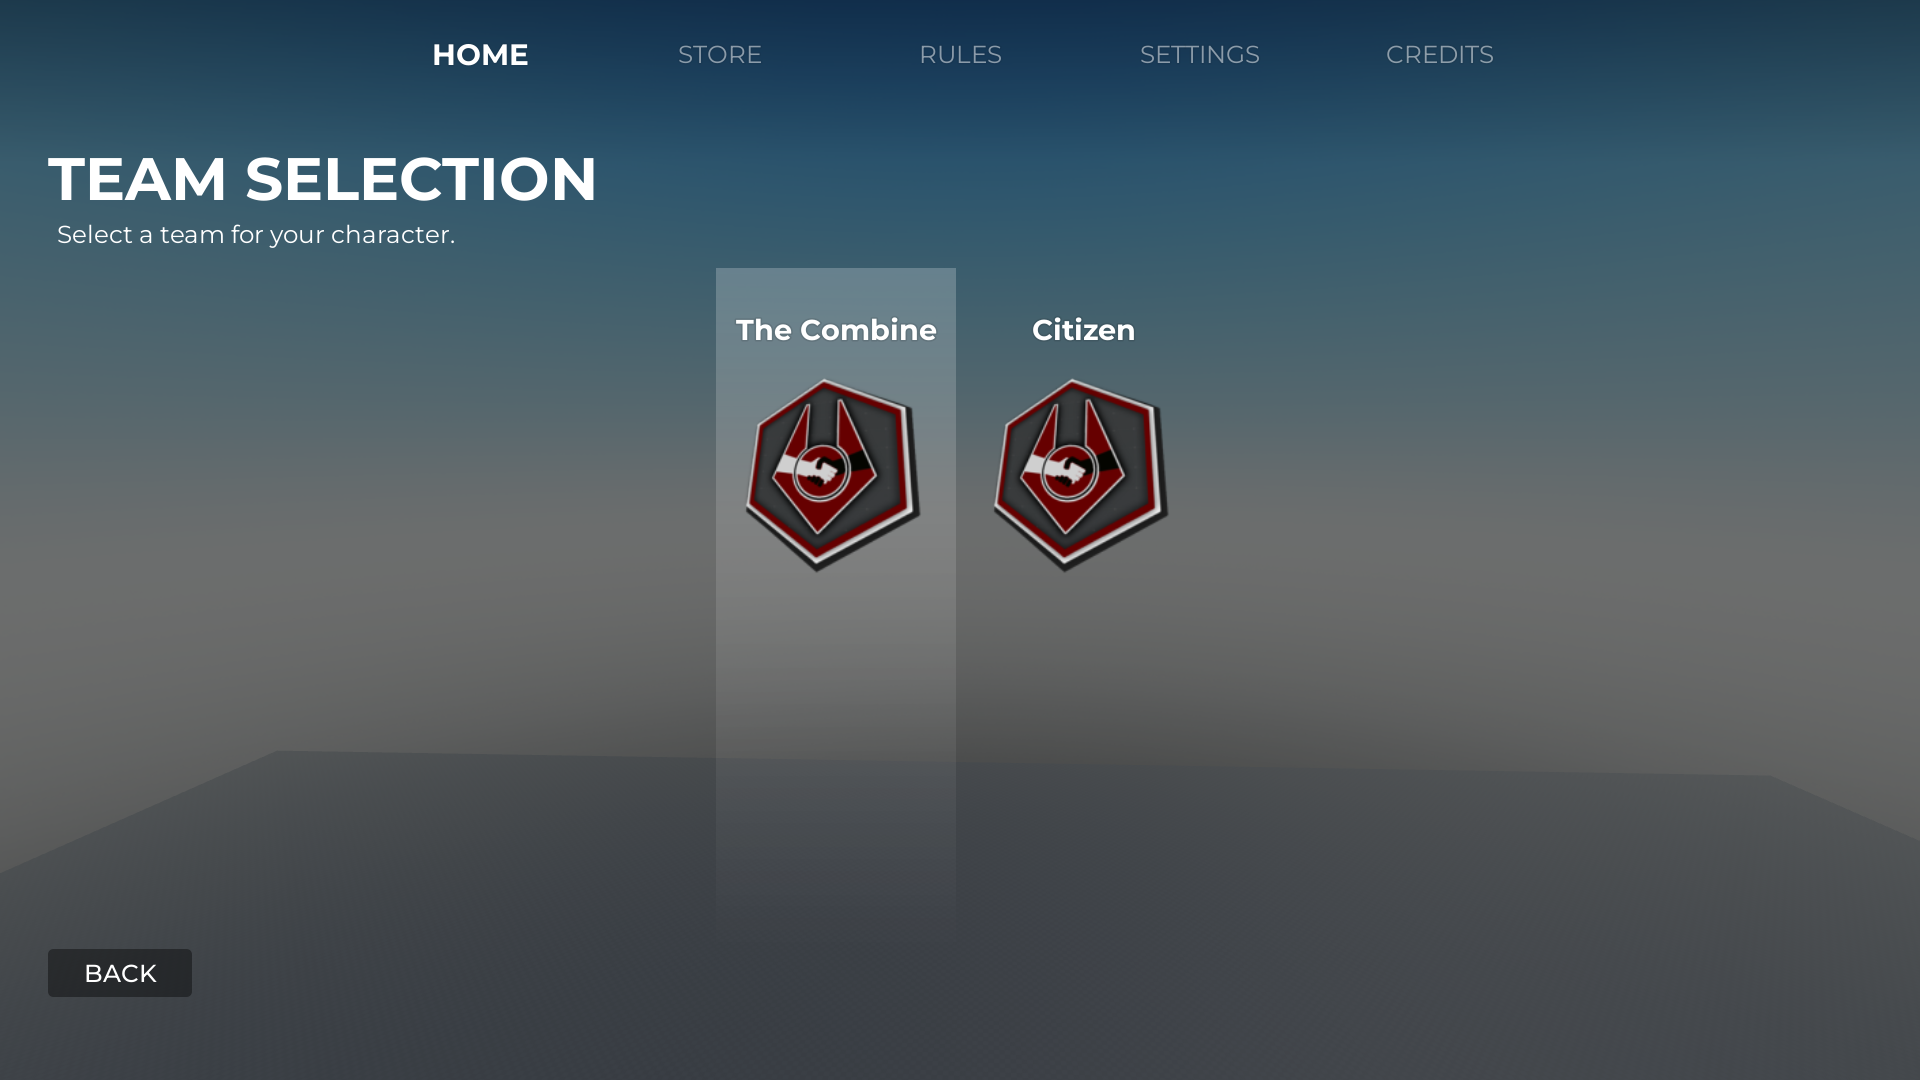 HOME STORE RULES SETTINGS CREDITS
TEAM SELECTION
Select a team for your character.
The Combine Citizen
BACK